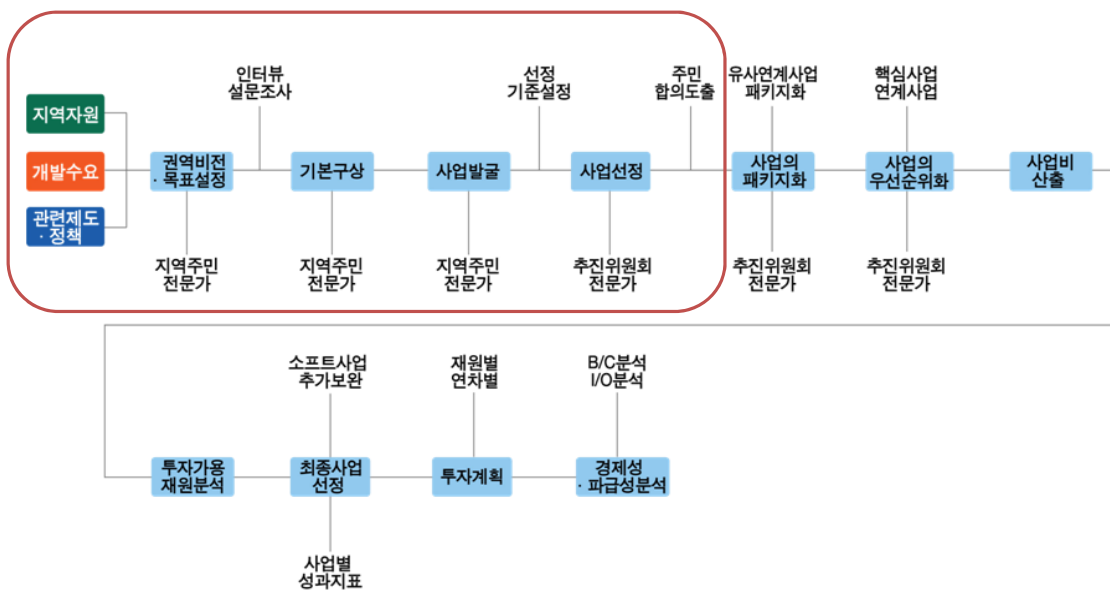 인터뷰
설문조사
선정
기준설정
주민
합의도출
유사연계사업
패키지화
핵심사업
연계사업
지역자원
개발수요
관련제도
· 정책
권역비전
· 목표설정
기본구상
사업발굴
사업선정
사업의
패키지화
사업의
우선순위화
사업비
산출
지역주민
전문가
지역주민
전문가
지역주민
전문가
추진위원회
전문가
추진위원회
전문가
추진위원회
전문가
소프트사업
추가보완
재원별
연차별
B/C분석
I/O분석
투자가용
재원분석
최종사업
선정
투자계획
경제성
· 파급성분석
사업별
성과지표